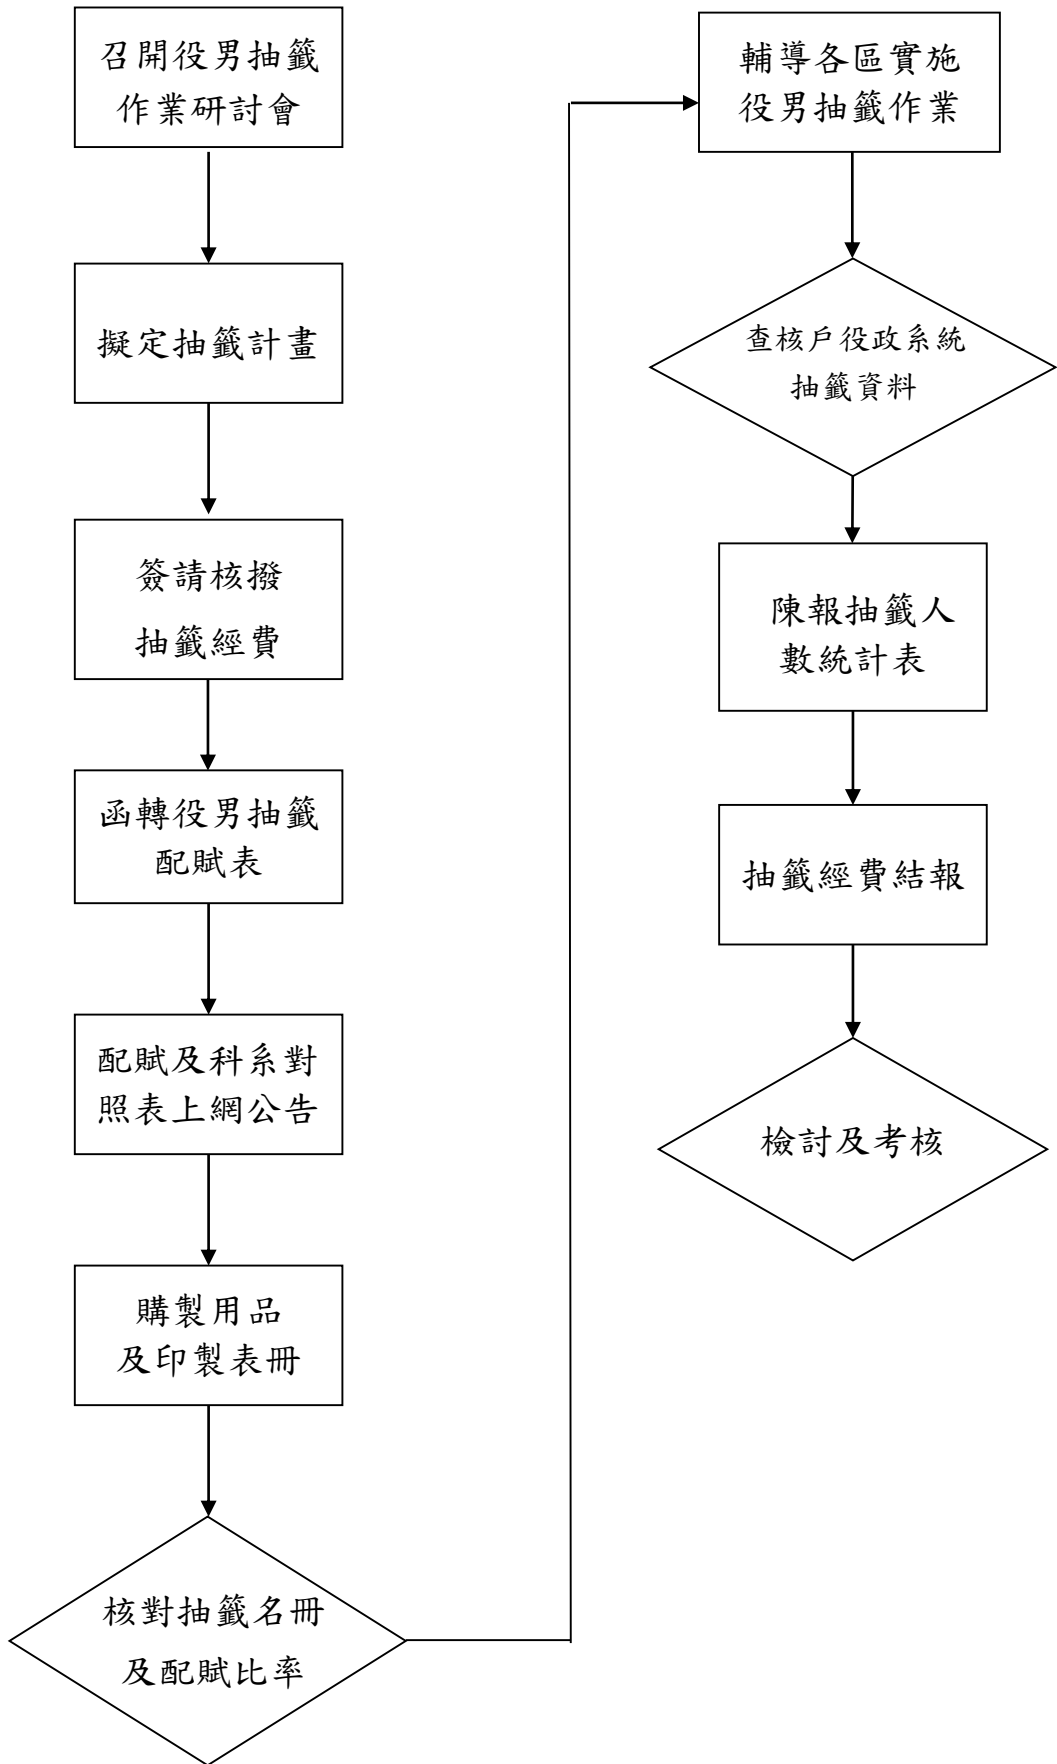 召開役男抽籤
作業研討會
擬定抽籤計畫
簽請核撥
抽籤經費
函轉役男抽籤
配賦表
配賦及科系對
照表上網公告
購製用品
及印製表冊
核對抽籤名冊
及配賦比率
輔導各區實施
役男抽籤作業
查核戶役政系統
抽籤資料
陳報抽籤人
數統計表
抽籤經費結報
檢討及考核